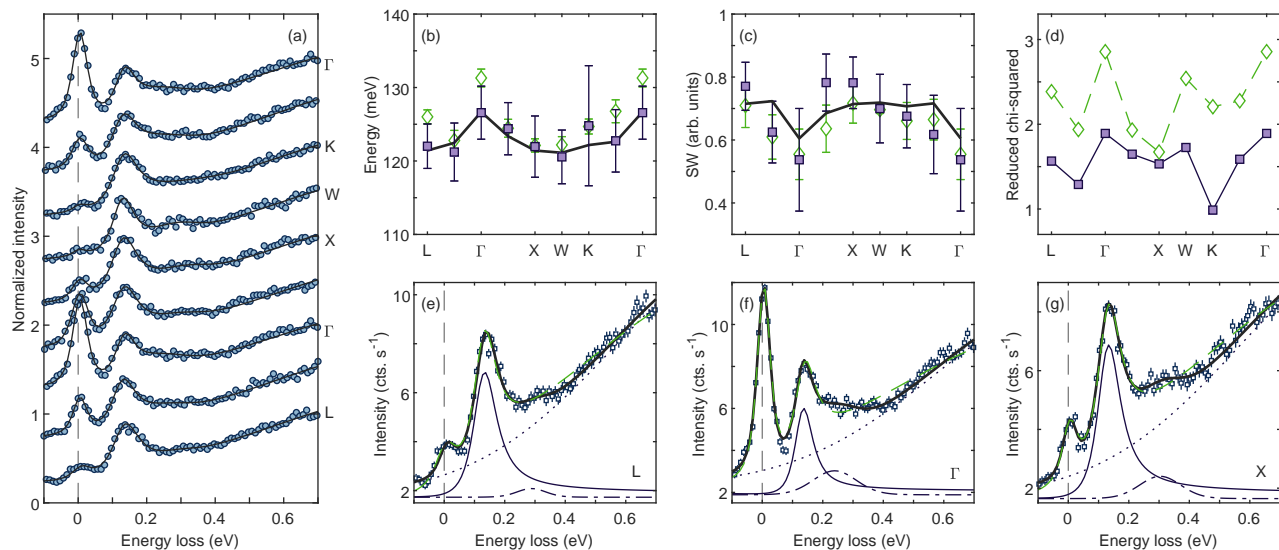 (a)
5
4
3
2
1
0
Γ
K
W
X
Γ
L
0
0.2
0.4
0.6
Energy loss (eV)
Normalized intensity
(b)
130
120
110
L
Γ
X
W
K
Γ
Energy (meV)
(c)
1
0.8
0.6
0.4
L
Γ
X
W
K
Γ
SW (arb. units)
(d)
3
2
1
L
Γ
X
W
K
Γ
Reduced chi-squared
(e)
10
6
2
L
0
0.2
0.4
0.6
Energy loss (eV)
Intensity (cts. s⁻¹)
(f)
11
6
2
Γ
0
0.2
0.4
0.6
Energy loss (eV)
Intensity (cts. s⁻¹)
(g)
6
2
X
0
0.2
0.4
0.6
Energy loss (eV)
Intensity (cts. s⁻¹)